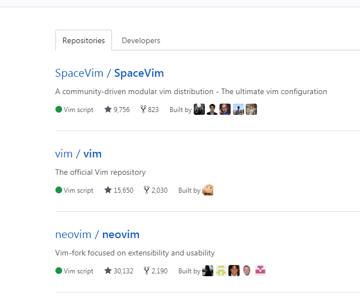 Repositories Developers
SpaceVim / SpaceVim
A community-driven modular vim distribution - The ultimate vim configuration
Vim script 9,756 823 Built by
vim / vim
The official Vim repository
Vim script 15,650 2,030 Built by
neovim / neovim
Vim-fork focused on extensibility and usability
Vim script 30,132 2,190 Built by